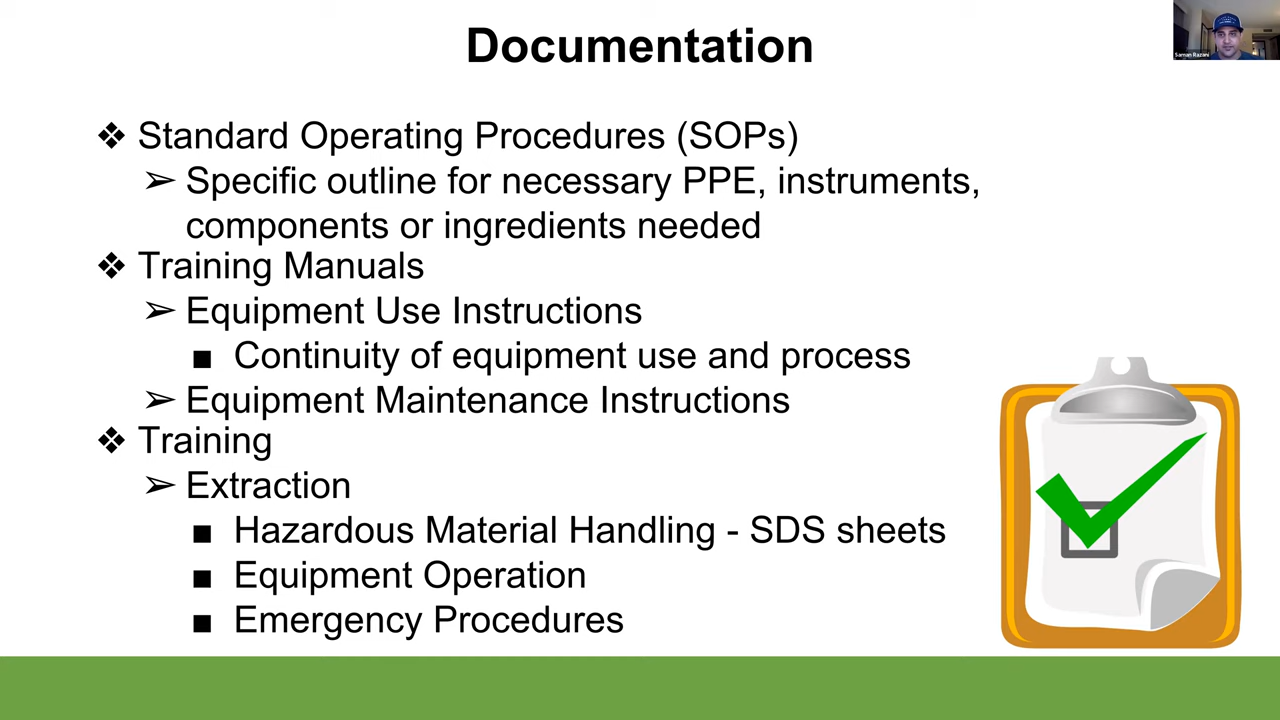 Documentation
Saman Razani
❖ Standard Operating Procedures (SOPs)
➢ Specific outline for necessary PPE, instruments,
components or ingredients needed
❖ Training Manuals
➢ Equipment Use Instructions
■ Continuity of equipment use and process
➢ Equipment Maintenance Instructions
❖ Training
➢ Extraction
■ Hazardous Material Handling - SDS sheets
■ Equipment Operation
■ Emergency Procedures